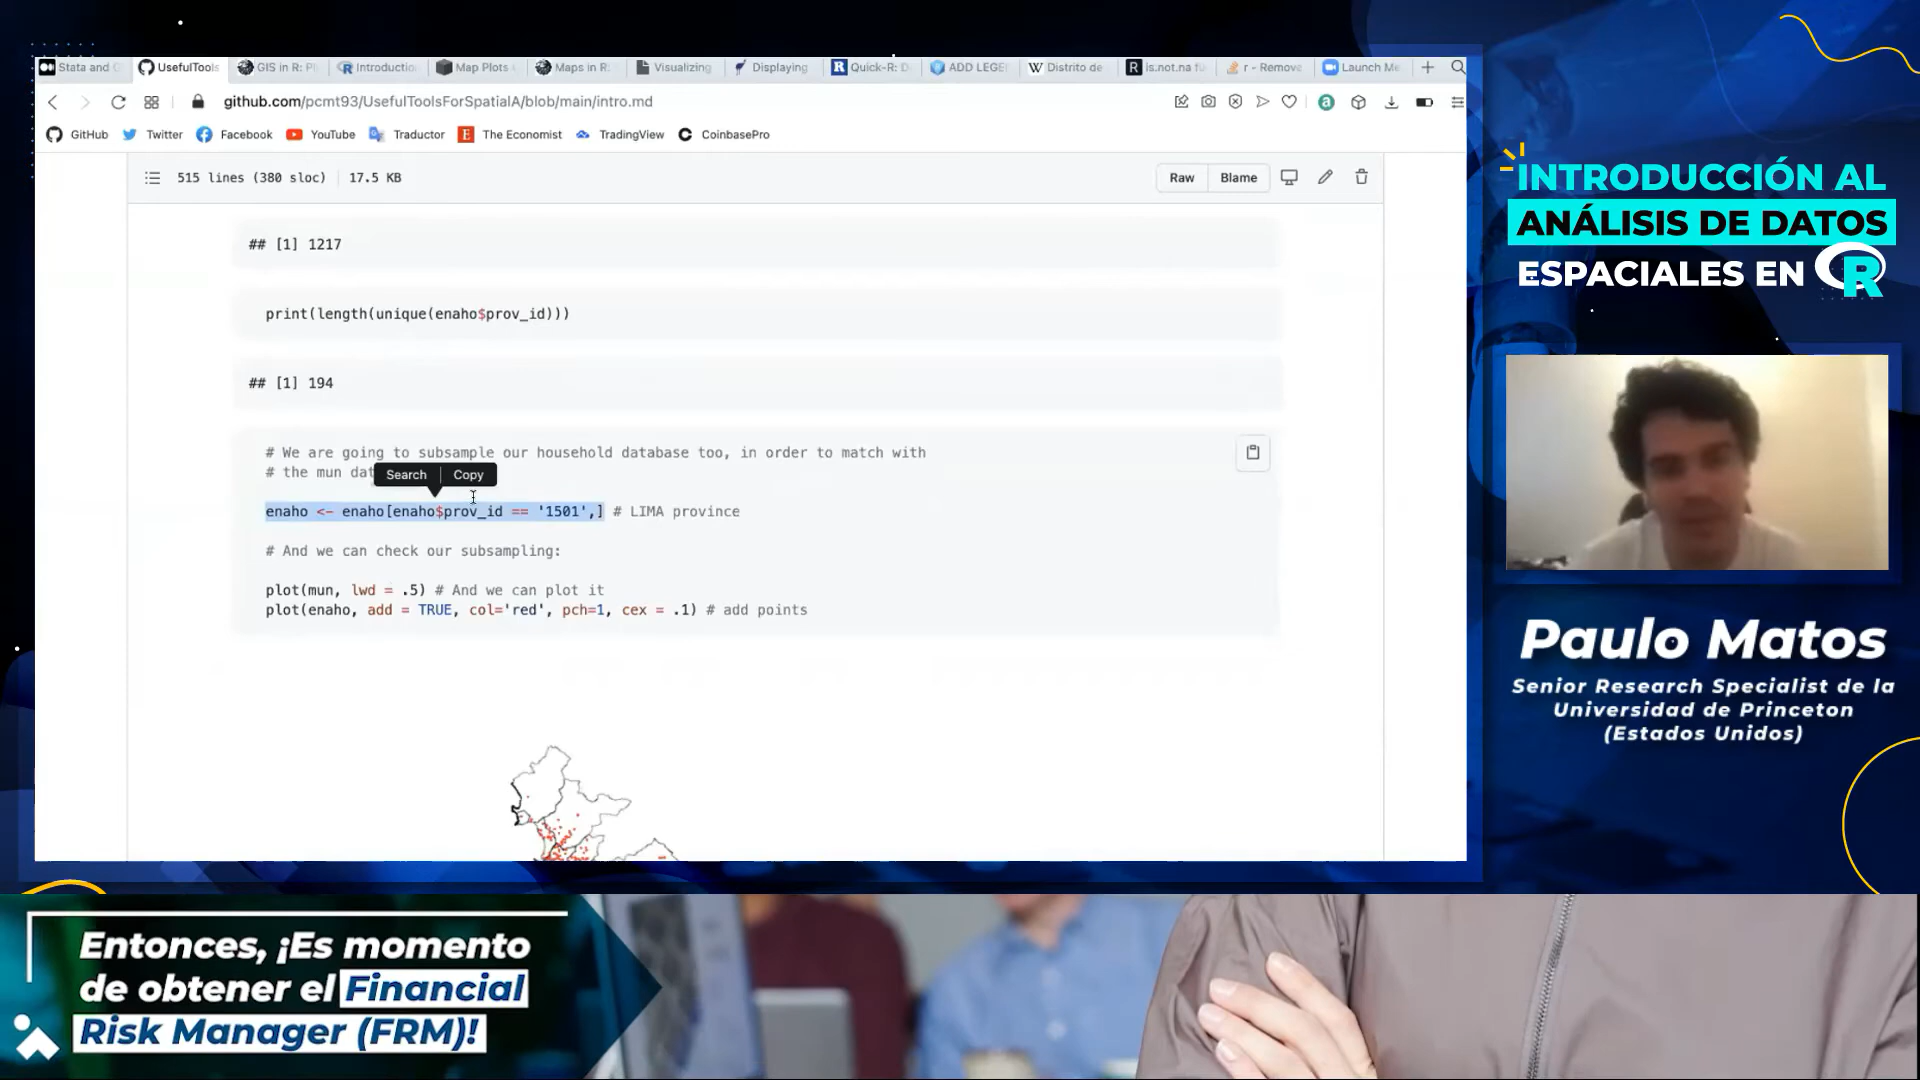 Stata and
UsefulTools
GIS in R: P
Introduction
Map Plots
Maps in R:
Visualizing
Displaying
Quick-R: D
ADD LEGE
Distrito de
is.not.na fu
r - Remove
Launch Me
github.com/pcmt93/UsefulToolsForSpatialA/blob/main/intro.md
GitHub
Twitter
Facebook
YouTube
Traductor
The Economist
TradingView
CoinbasePro
515 lines (380 sloc) 17.5 KB
Raw
Blame
## [1] 1217
print(length(unique(enaho$prov_id)))
## [1] 194
# We are going to subsample our household database too, in order to match with
# the mun dat
Search Copy
enaho <- enaho[enaho$prov_id == '1501',] # LIMA province
# And we can check our subsampling:
plot(mun, lwd = .5) # And we can plot it
plot(enaho, add = TRUE, col='red', pch=1, cex = .1) # add points
INTRODUCCIÓN AL
ANÁLISIS DE DATOS
ESPACIALES EN R
Paulo Matos
Senior Research Specialist de la
Universidad de Princeton
(Estados Unidos)
Entonces, ¡Es momento
de obtener el Financial
Risk Manager (FRM)!